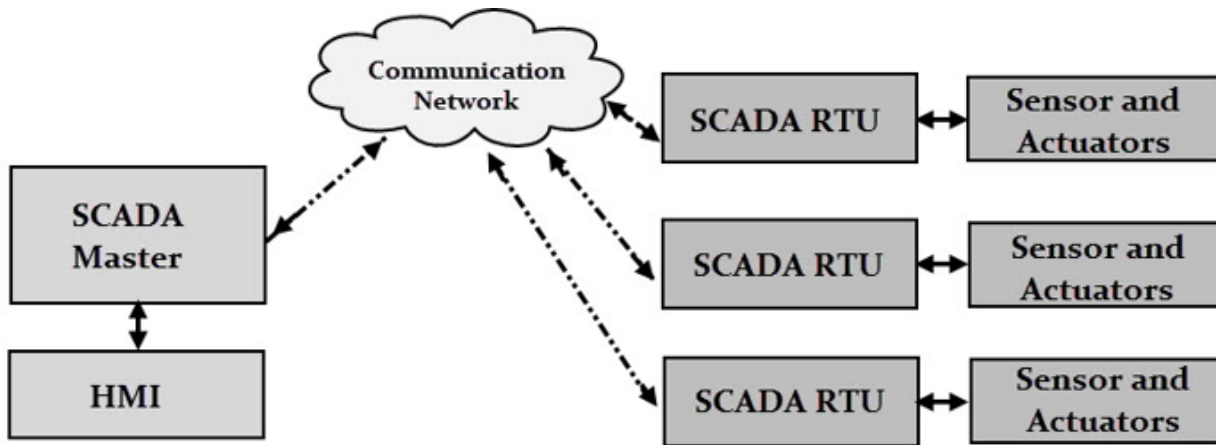 Communication
Network
SCADA RTU
Sensor and
Actuators
SCADA
Master
SCADA RTU
Sensor and
Actuators
HMI
SCADA RTU
Sensor and
Actuators